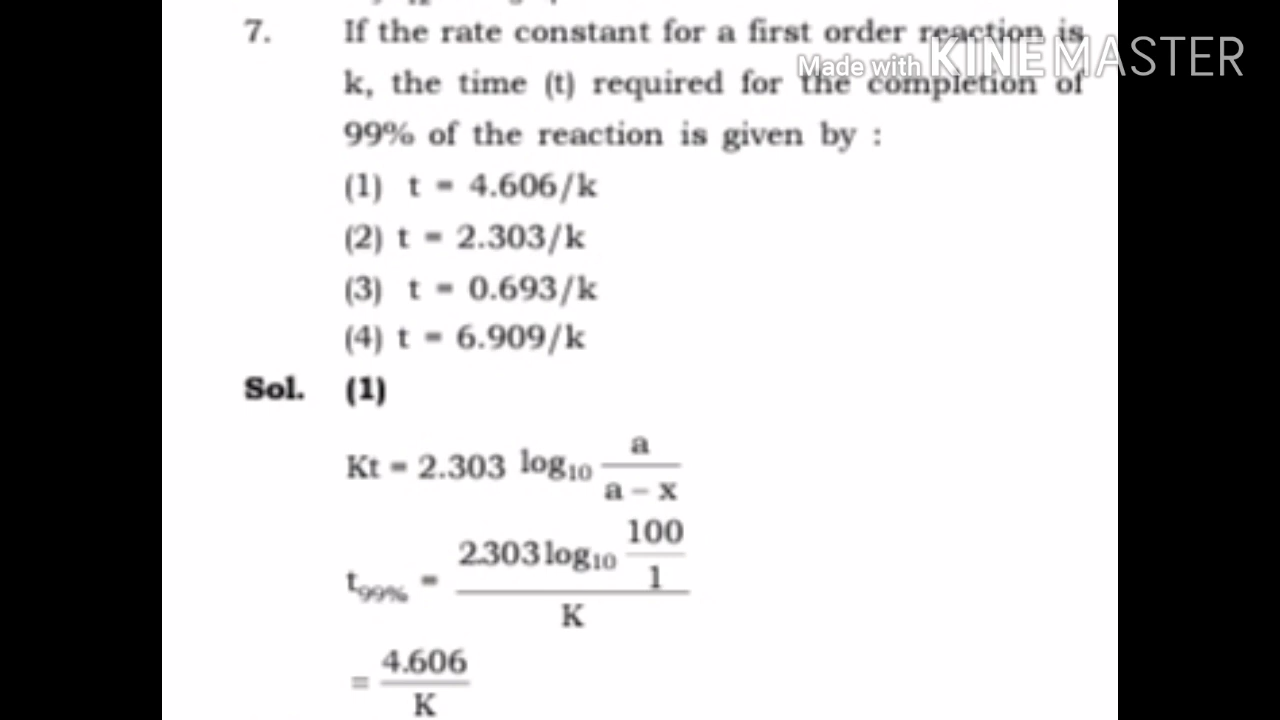 7. If the rate constant for a first order reaction is
k, the time (t) required for the completion of
99% of the reaction is given by :
(1) t = 4.606/k
(2) t = 2.303/k
(3) t = 0.693/k
(4) t = 6.909/k
Sol. (1)
Kt = 2.303 log₁₀ a / a − x
t₉₉% = 2.303 log₁₀ 100 / 1 / K
= 4.606 / K
Made with KINEMASTER